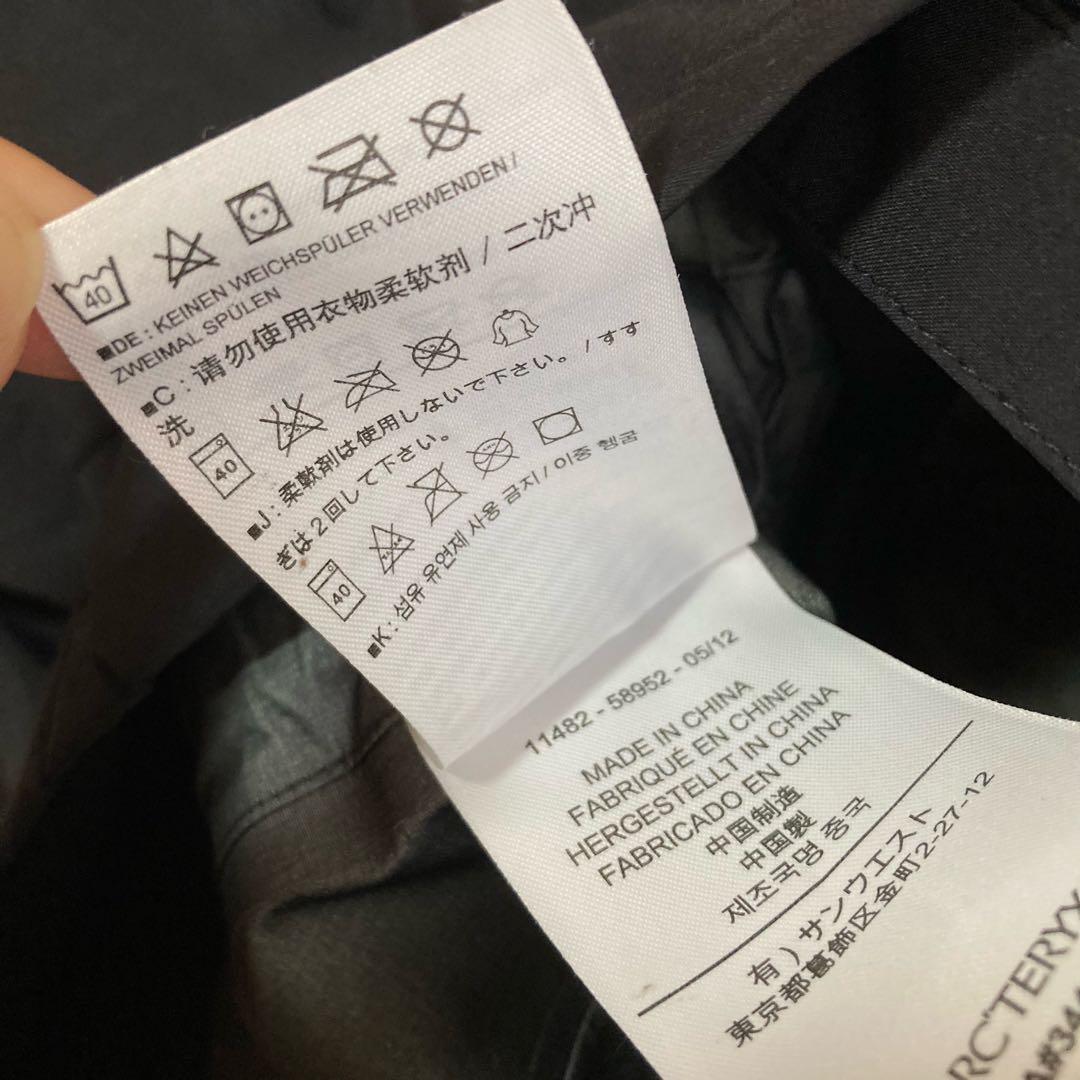 40
■DE : KEINEN WEICHSPÜLER VERWENDEN /
ZWEIMAL SPÜLEN
■C : 请勿使用衣物柔软剂 / 二次冲
洗
40
■J : 柔軟剤は使用しないで下さい。/ すす
ぎは2回して下さい。
40
■K : 섬유 유연제 사용 금지 / 이중 헹굼
11482 - 58952 - 05/12
MADE IN CHINA
FABRIQUÉ EN CHINE
HERGESTELLT IN CHINA
FABRICADO EN CHINA
中国制造
中国製
제조국명 중국
有）サンウエスト
東京都葛飾区金町2-27-12
RC'TERYX
A#34